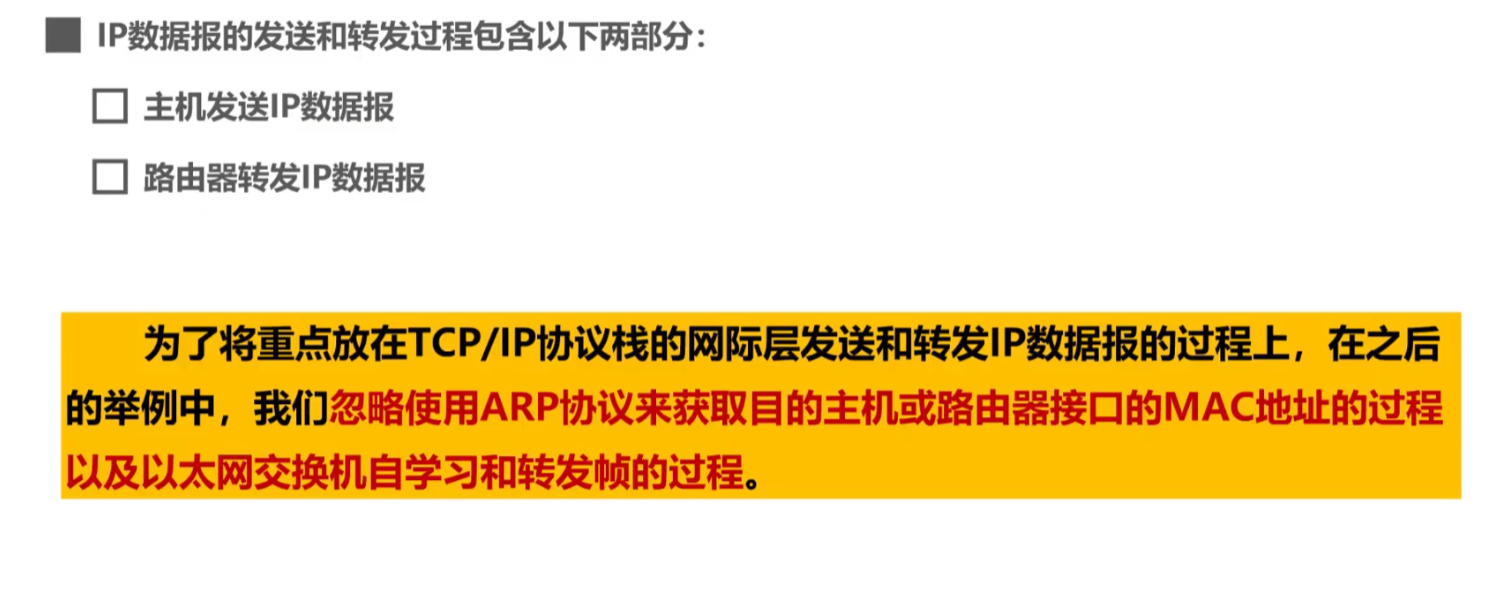 IP数据报的发送和转发过程包含以下两部分：
主机发送IP数据报
路由器转发IP数据报
为了将重点放在TCP/IP协议栈的网际层发送和转发IP数据报的过程上，在之后
的举例中，我们忽略使用ARP协议来获取目的主机或路由器接口的MAC地址的过程
以及以太网交换机自学习和转发帧的过程。